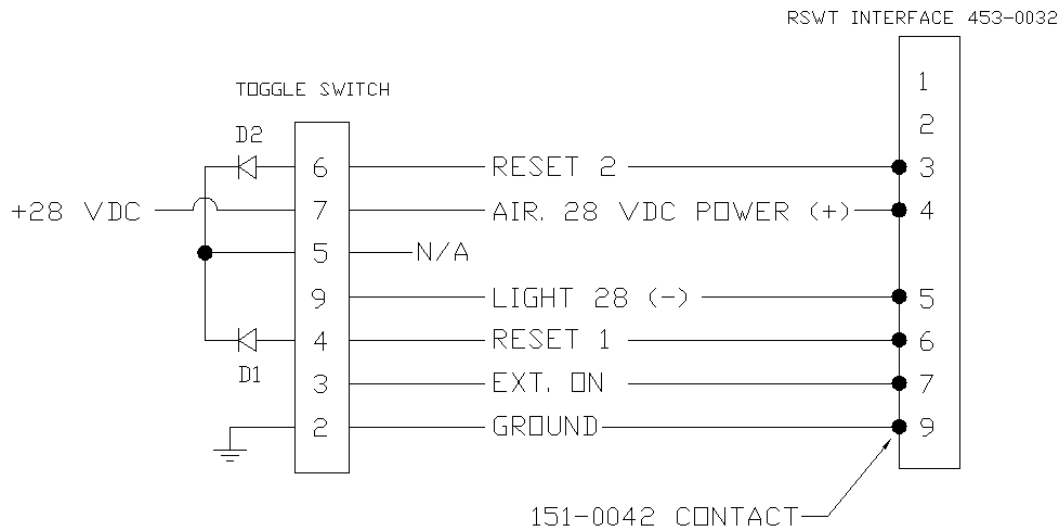 RSWT INTERFACE 453-0032
TOGGLE SWITCH
1
2
D2
6 RESET 2 3
+28 VDC 7 AIR. 28 VDC POWER (+) 4
5 N/A
9 LIGHT 28 (-) 5
4 RESET 1 6
D1
3 EXT. ON 7
2 GROUND 9
151-0042 CONTACT